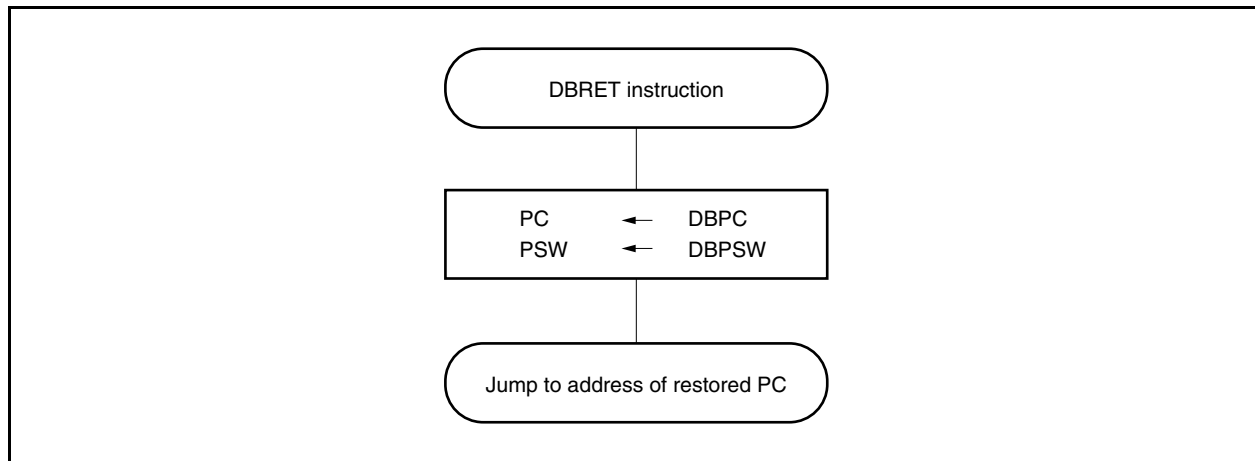 DBRET instruction
PC ← DBPC
PSW ← DBPSW
Jump to address of restored PC